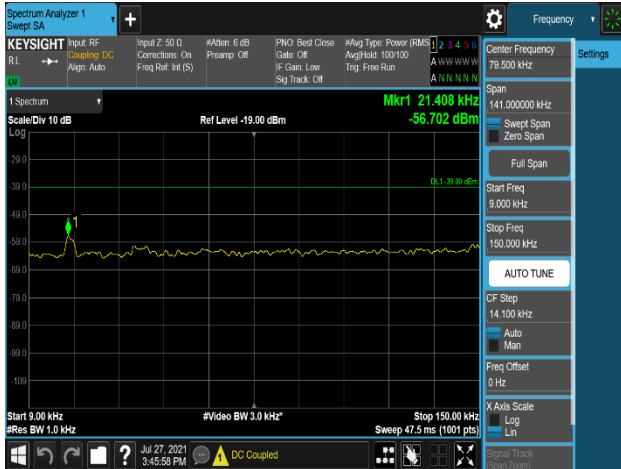 Spectrum Analyzer 1
Swept SA
Frequency
KEYSIGHT
RL
LU
Input: RF
Coupling: DC
Align: Auto
Input Z: 50 Ω
Corrections: On
Freq Ref: Int (S)
#Atten: 6 dB
Preamp: Off
PNO: Best Close
Gate: Off
IF Gain: Low
Sig Track: Off
#Avg Type: Power (RMS
Avg|Hold: 100/100
Trig: Free Run
1 2 3 4 5 6
A W W W W W
A N N N N N
1 Spectrum
Mkr1 21.408 kHz
-56.702 dBm
Scale/Div 10 dB
Ref Level -19.00 dBm
Log
-29.0
DL1 -39.00 dBm
-39.0
-49.0
1
-59.0
-69.0
-79.0
-89.0
-99.0
-109
Start 9.00 kHz
#Video BW 3.0 kHz*
Stop 150.00 kHz
#Res BW 1.0 kHz
Sweep 47.5 ms (1001 pts)
Jul 27, 2021
3:45:58 PM
DC Coupled
Center Frequency
79.500 kHz
Settings
Span
141.000000 kHz
Swept Span
Zero Span
Full Span
Start Freq
9.000 kHz
Stop Freq
150.000 kHz
AUTO TUNE
CF Step
14.100 kHz
Auto
Man
Freq Offset
0 Hz
X Axis Scale
Log
Lin
Signal Track
(Span Zoom)